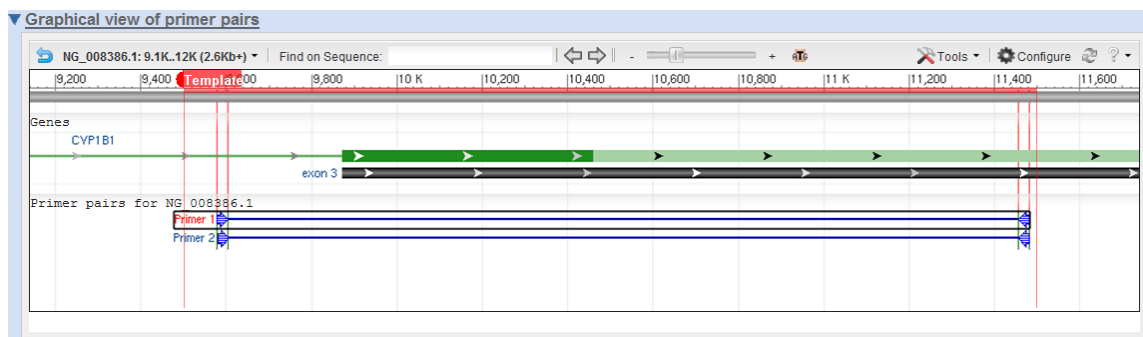 Graphical view of primer pairs
NG_008386.1: 9.1K..12K (2.6Kb+) Find on Sequence: - + ATG Tools Configure ?
9,200 9,400 Template 9,800 10 K 10,200 10,400 10,600 10,800 11 K 11,200 11,400 11,600
Genes
CYP1B1
exon 3
Primer pairs for NG_008386.1
Primer 1
Primer 2